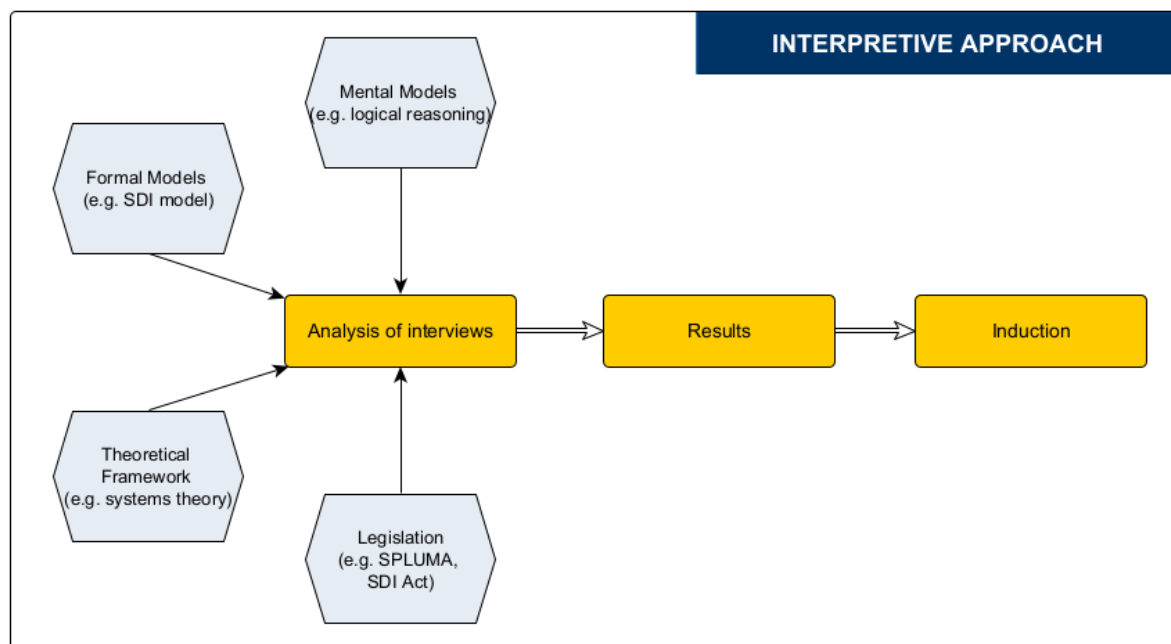 INTERPRETIVE APPROACH
Mental Models
(e.g. logical reasoning)
Formal Models
(e.g. SDI model)
Analysis of interviews
Results
Induction
Theoretical
Framework
(e.g. systems theory)
Legislation
(e.g. SPLUMA,
SDI Act)